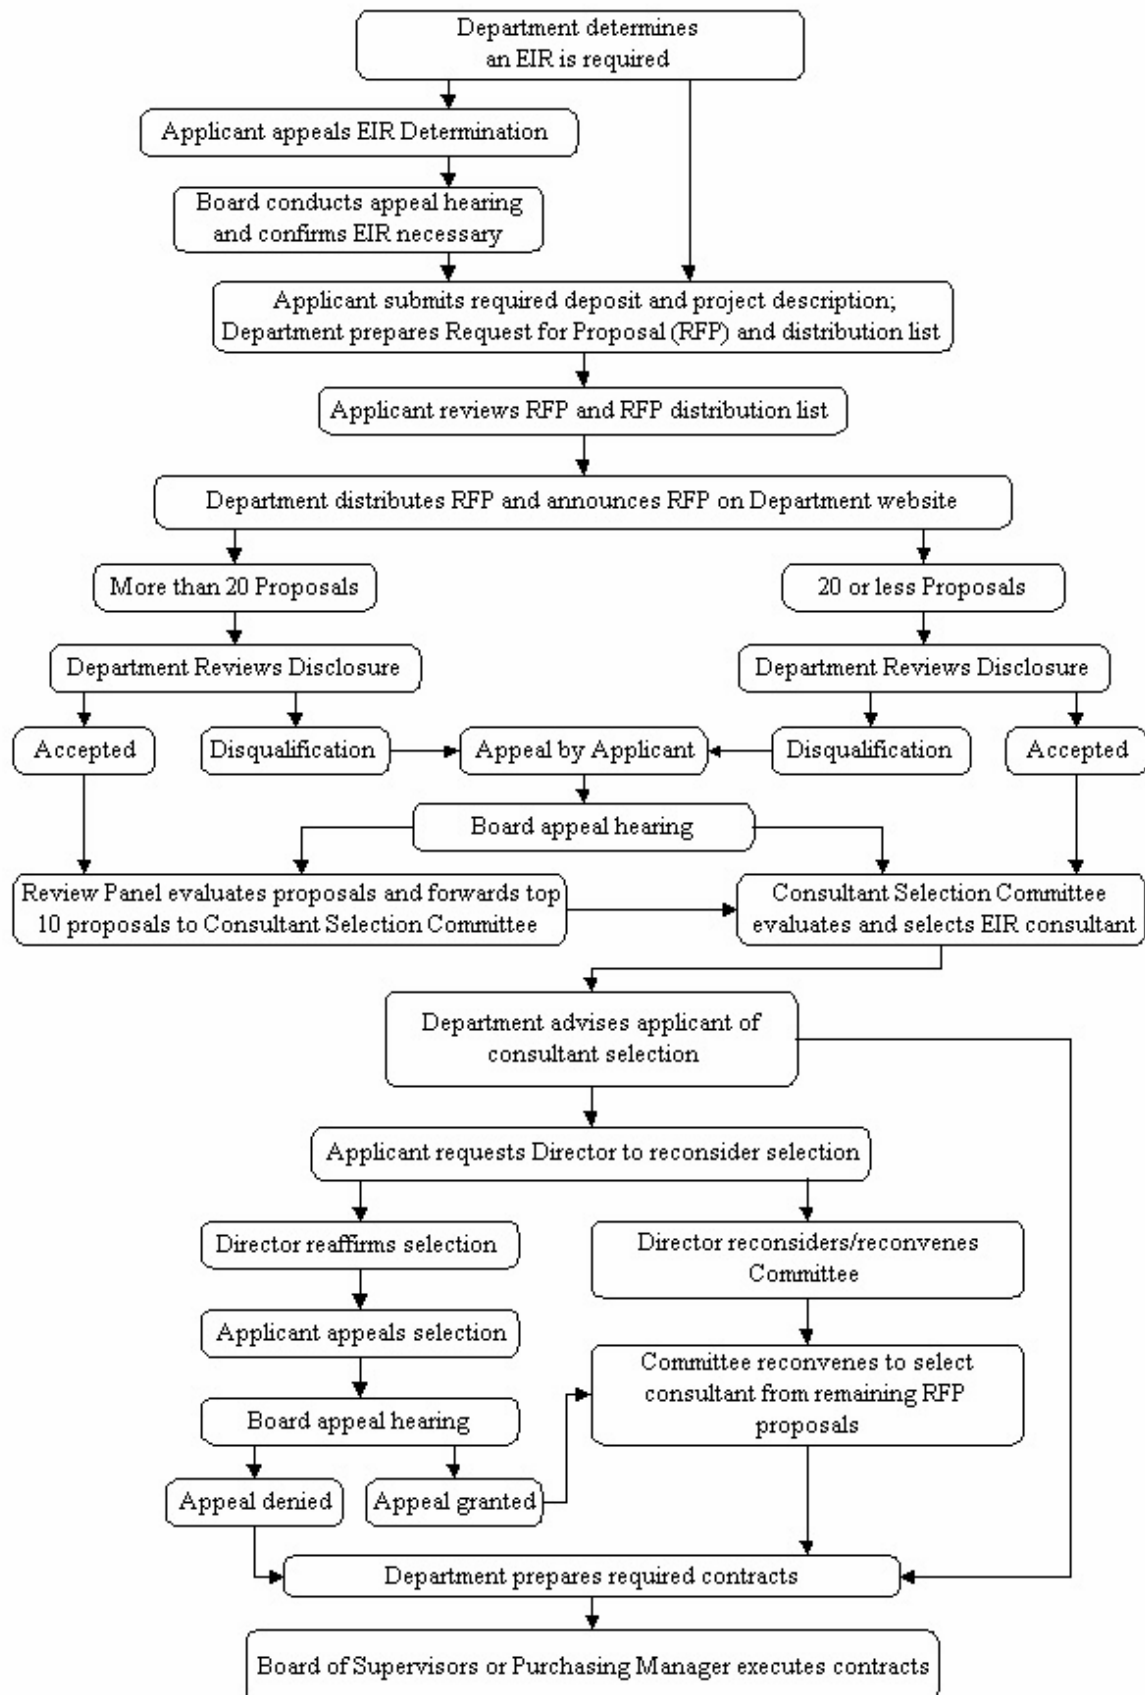 Department determines
an EIR is required
Applicant appeals EIR Determination
Board conducts appeal hearing
and confirms EIR necessary
Applicant submits required deposit and project description;
Department prepares Request for Proposal (RFP) and distribution list
Applicant reviews RFP and RFP distribution list
Department distributes RFP and announces RFP on Department website
More than 20 Proposals
20 or less Proposals
Department Reviews Disclosure
Department Reviews Disclosure
Accepted
Disqualification
Appeal by Applicant
Disqualification
Accepted
Board appeal hearing
Review Panel evaluates proposals and forwards top
10 proposals to Consultant Selection Committee
Consultant Selection Committee
evaluates and selects EIR consultant
Department advises applicant of
consultant selection
Applicant requests Director to reconsider selection
Director reaffirms selection
Director reconsiders/reconvenes
Committee
Applicant appeals selection
Committee reconvenes to select
consultant from remaining RFP
proposals
Board appeal hearing
Appeal denied
Appeal granted
Department prepares required contracts
Board of Supervisors or Purchasing Manager executes contracts